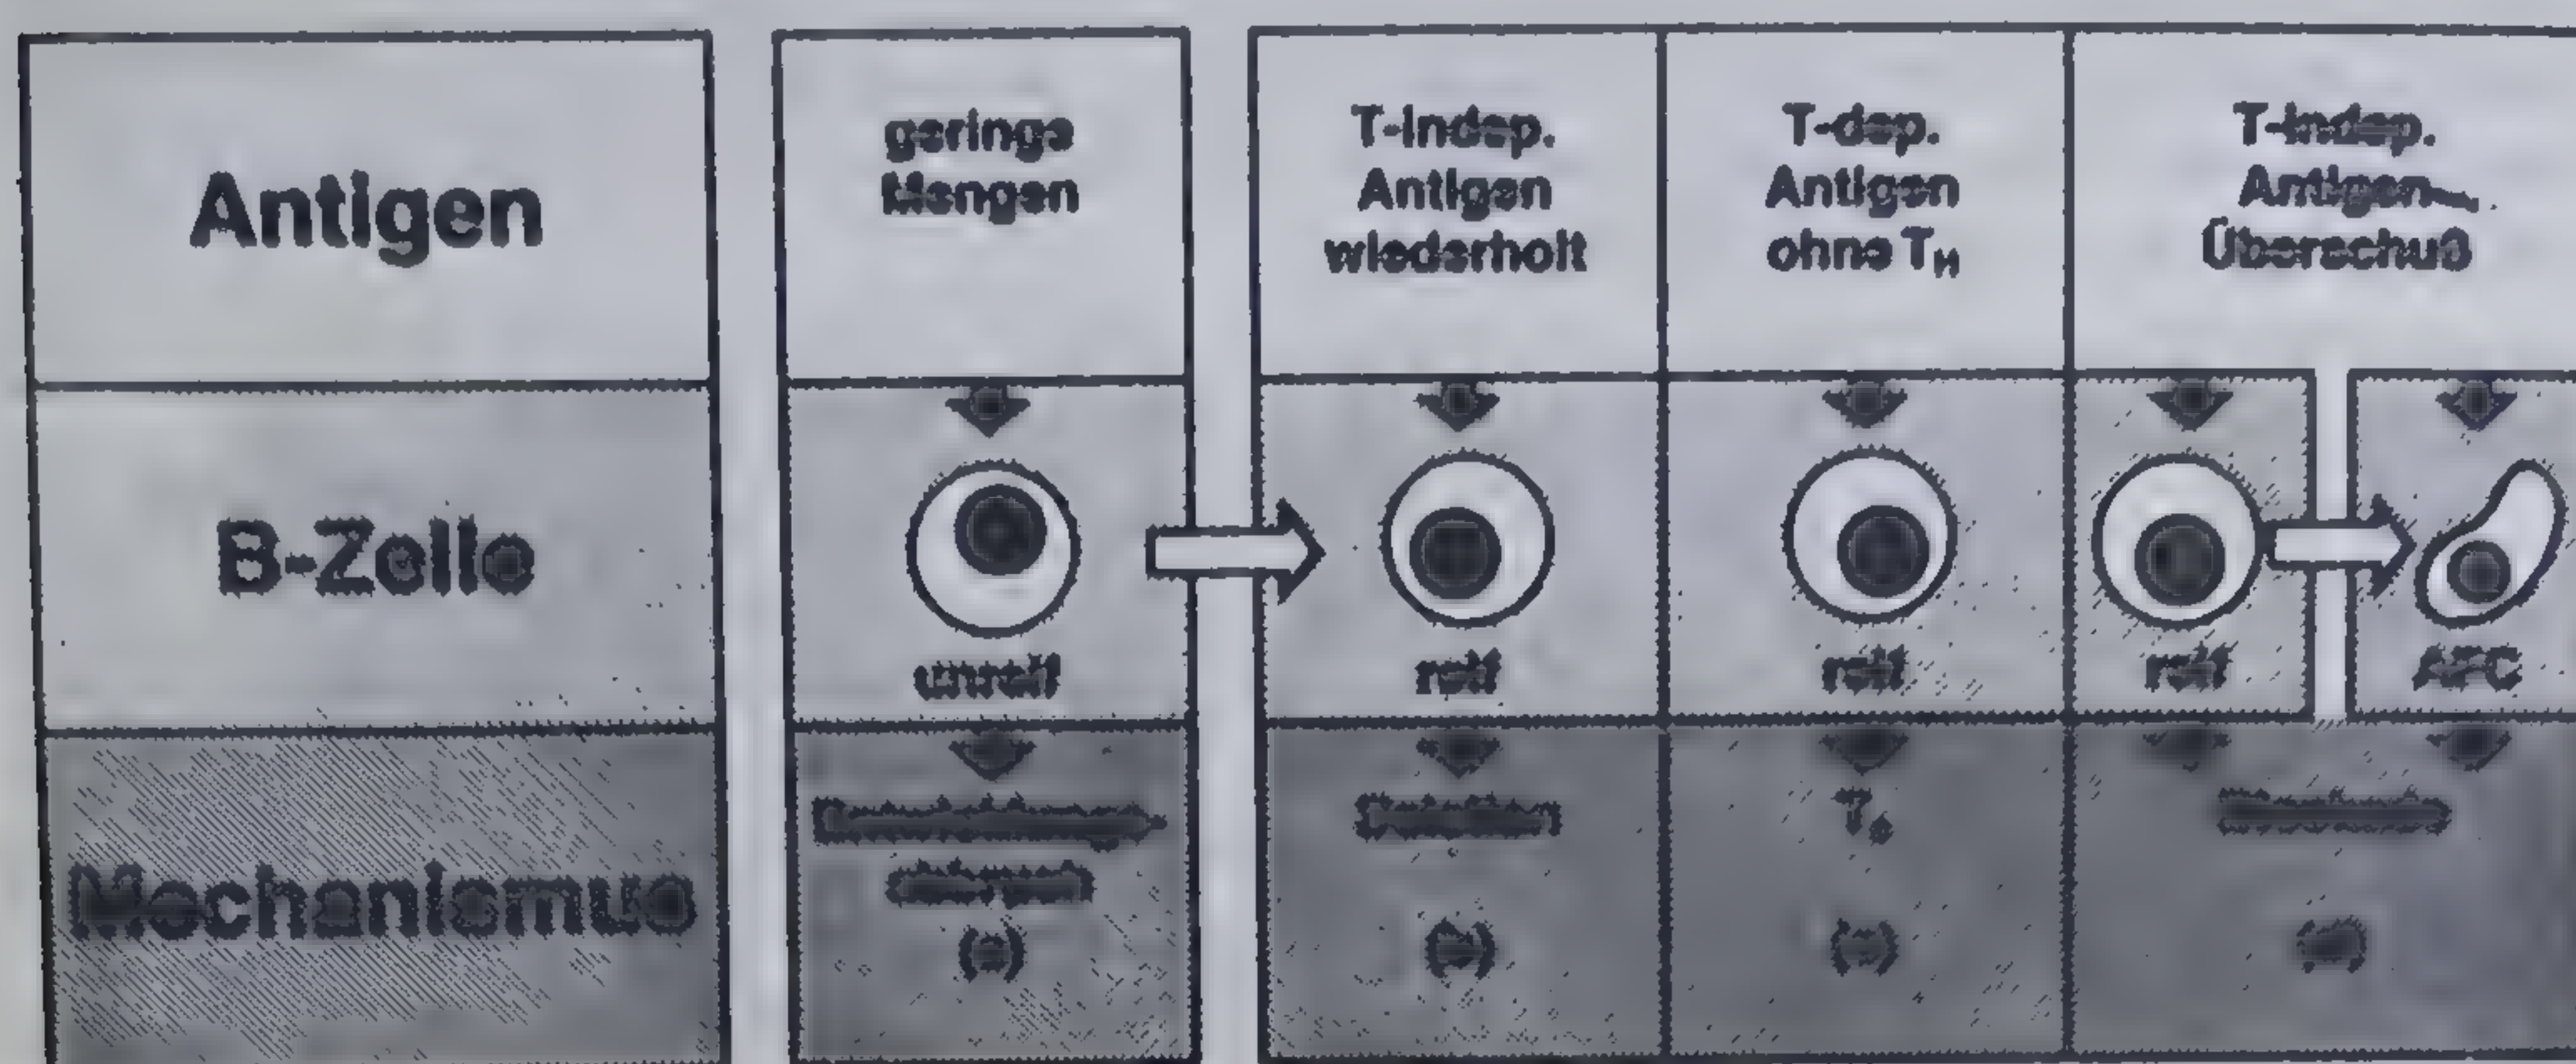 Antigen
geringe
Mengen
T-indep.
Antigen
wiederholt
T-dep.
Antigen
ohne T_H
T-indep.
Antigen-
Überschuß
B-Zelle
unreif
reif
reif
reif
AFC
Mechanismus